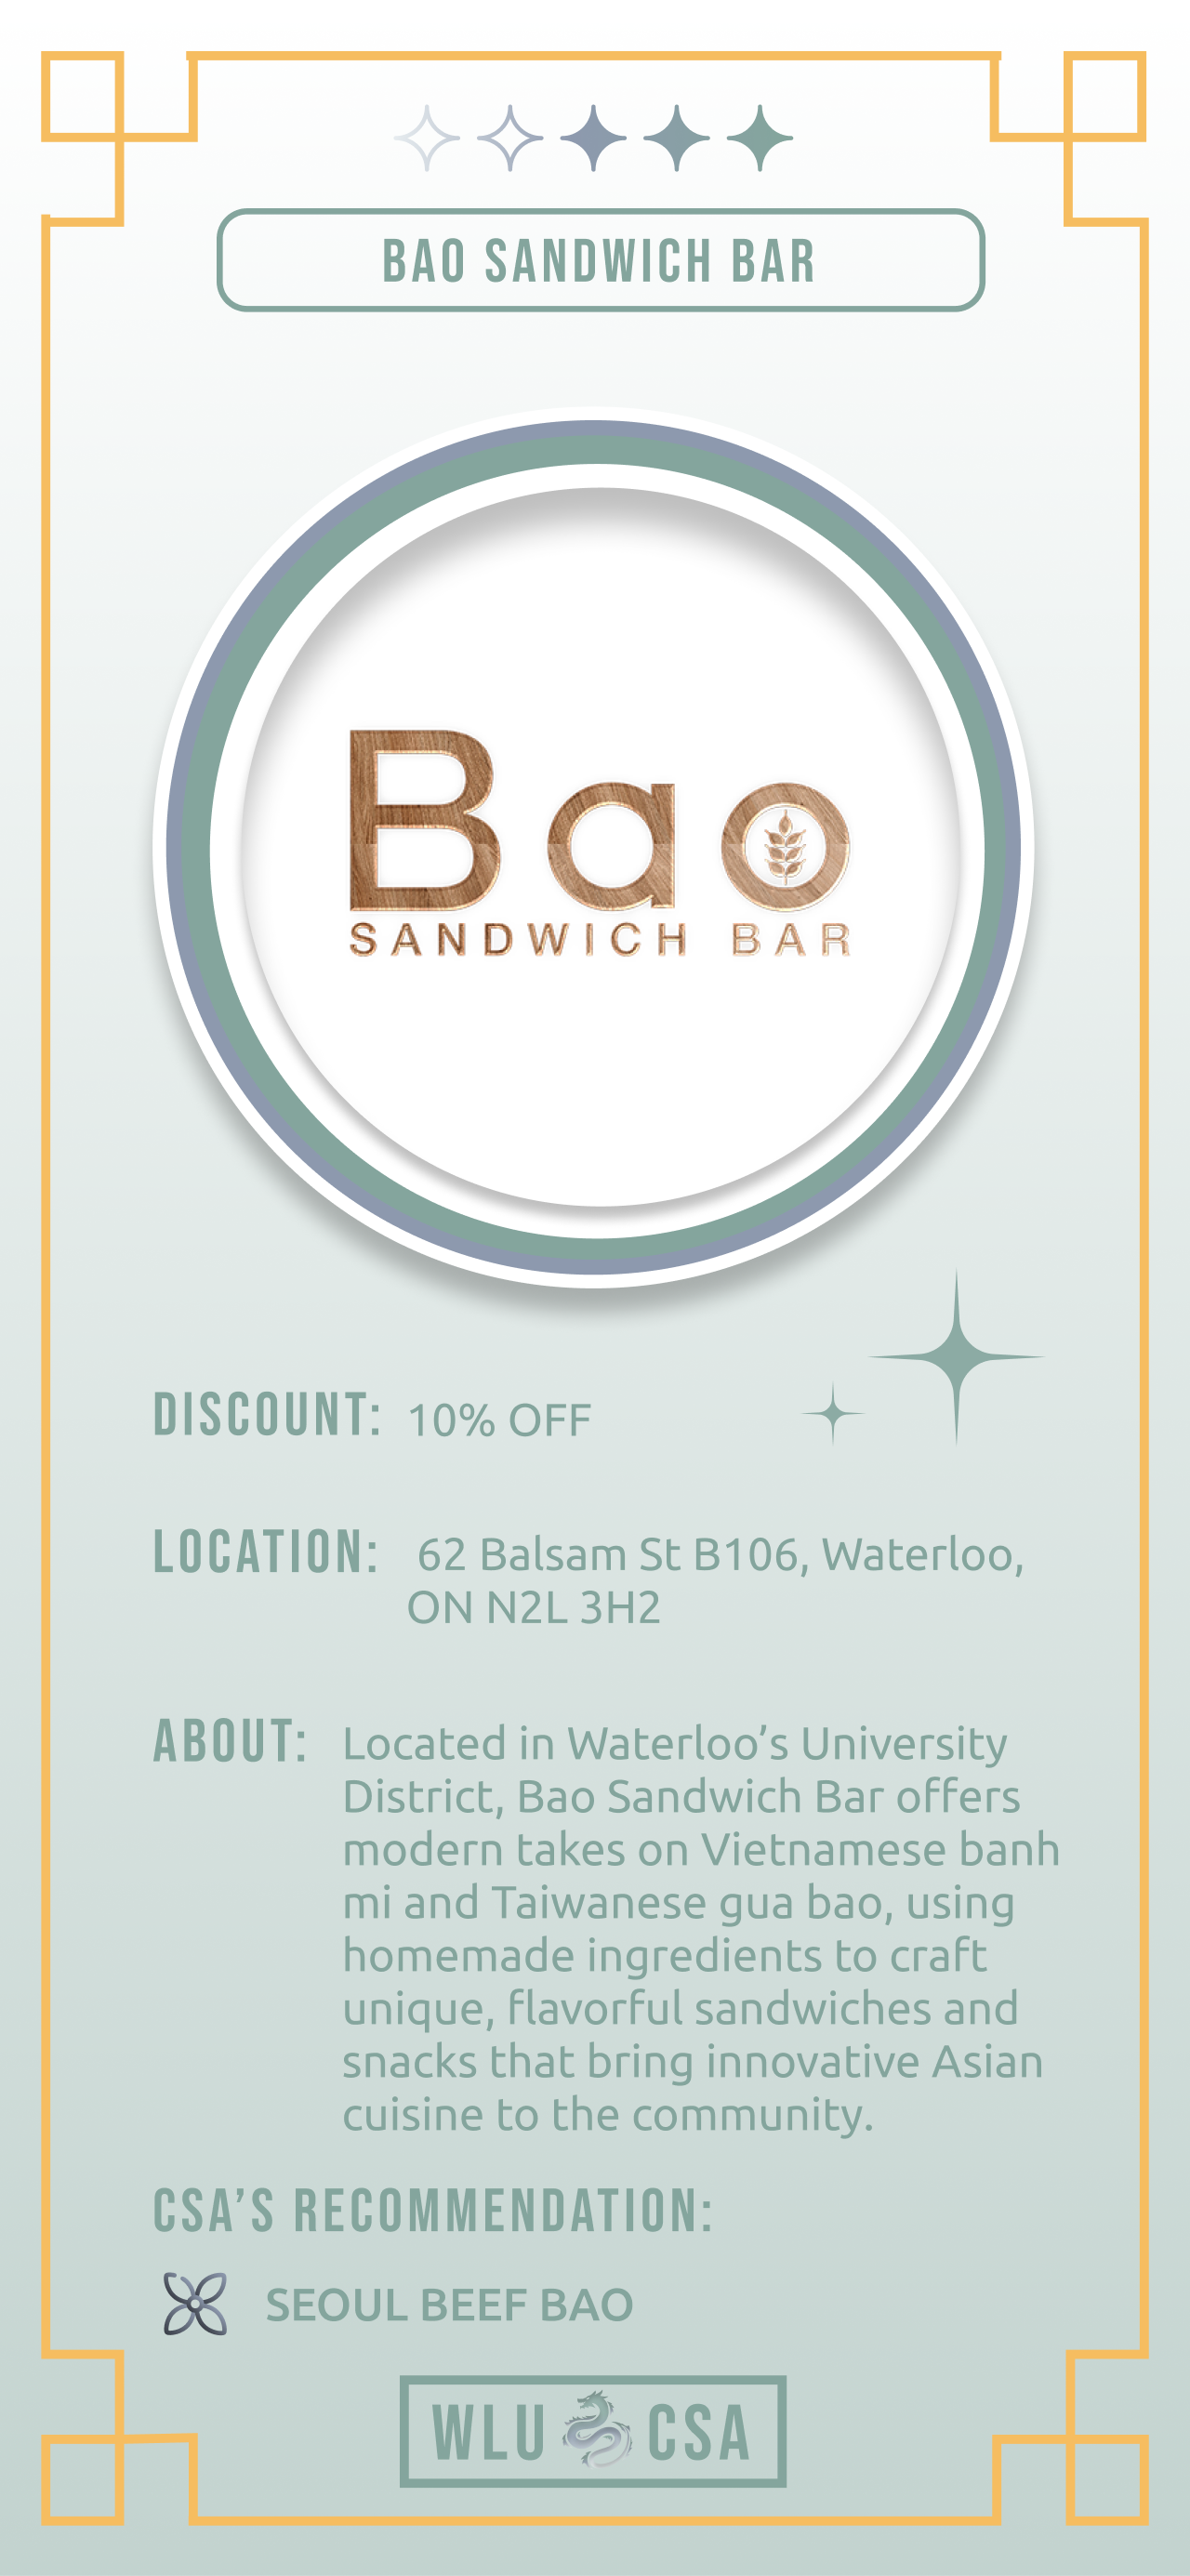 BAO SANDWICH BAR
Bao
SANDWICH BAR
DISCOUNT: 10% OFF
LOCATION: 62 Balsam St B106, Waterloo,
ON N2L 3H2
ABOUT: Located in Waterloo’s University
District, Bao Sandwich Bar offers
modern takes on Vietnamese banh
mi and Taiwanese gua bao, using
homemade ingredients to craft
unique, flavorful sandwiches and
snacks that bring innovative Asian
cuisine to the community.
CSA’S RECOMMENDATION:
SEOUL BEEF BAO
WLU CSA